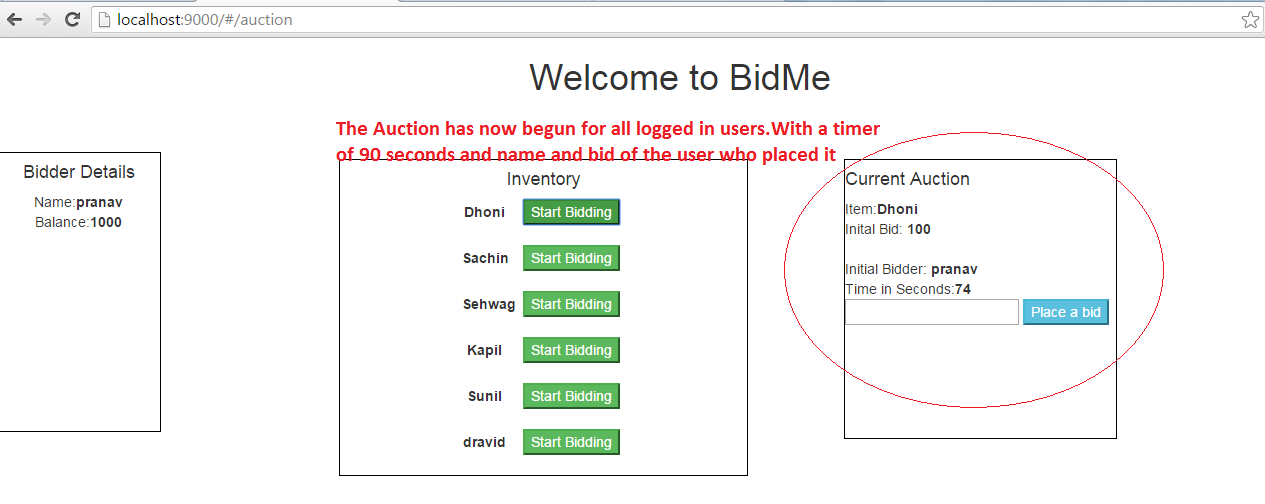 localhost:9000/#/auction
Welcome to BidMe
The Auction has now begun for all logged in users.With a timer
of 90 seconds and name and bid of the user who placed it
Bidder Details
Name:pranav
Balance:1000
Inventory
Dhoni Start Bidding
Sachin Start Bidding
Sehwag Start Bidding
Kapil Start Bidding
Sunil Start Bidding
dravid Start Bidding
Current Auction
Item:Dhoni
Inital Bid: 100
Initial Bidder: pranav
Time in Seconds:74
Place a bid